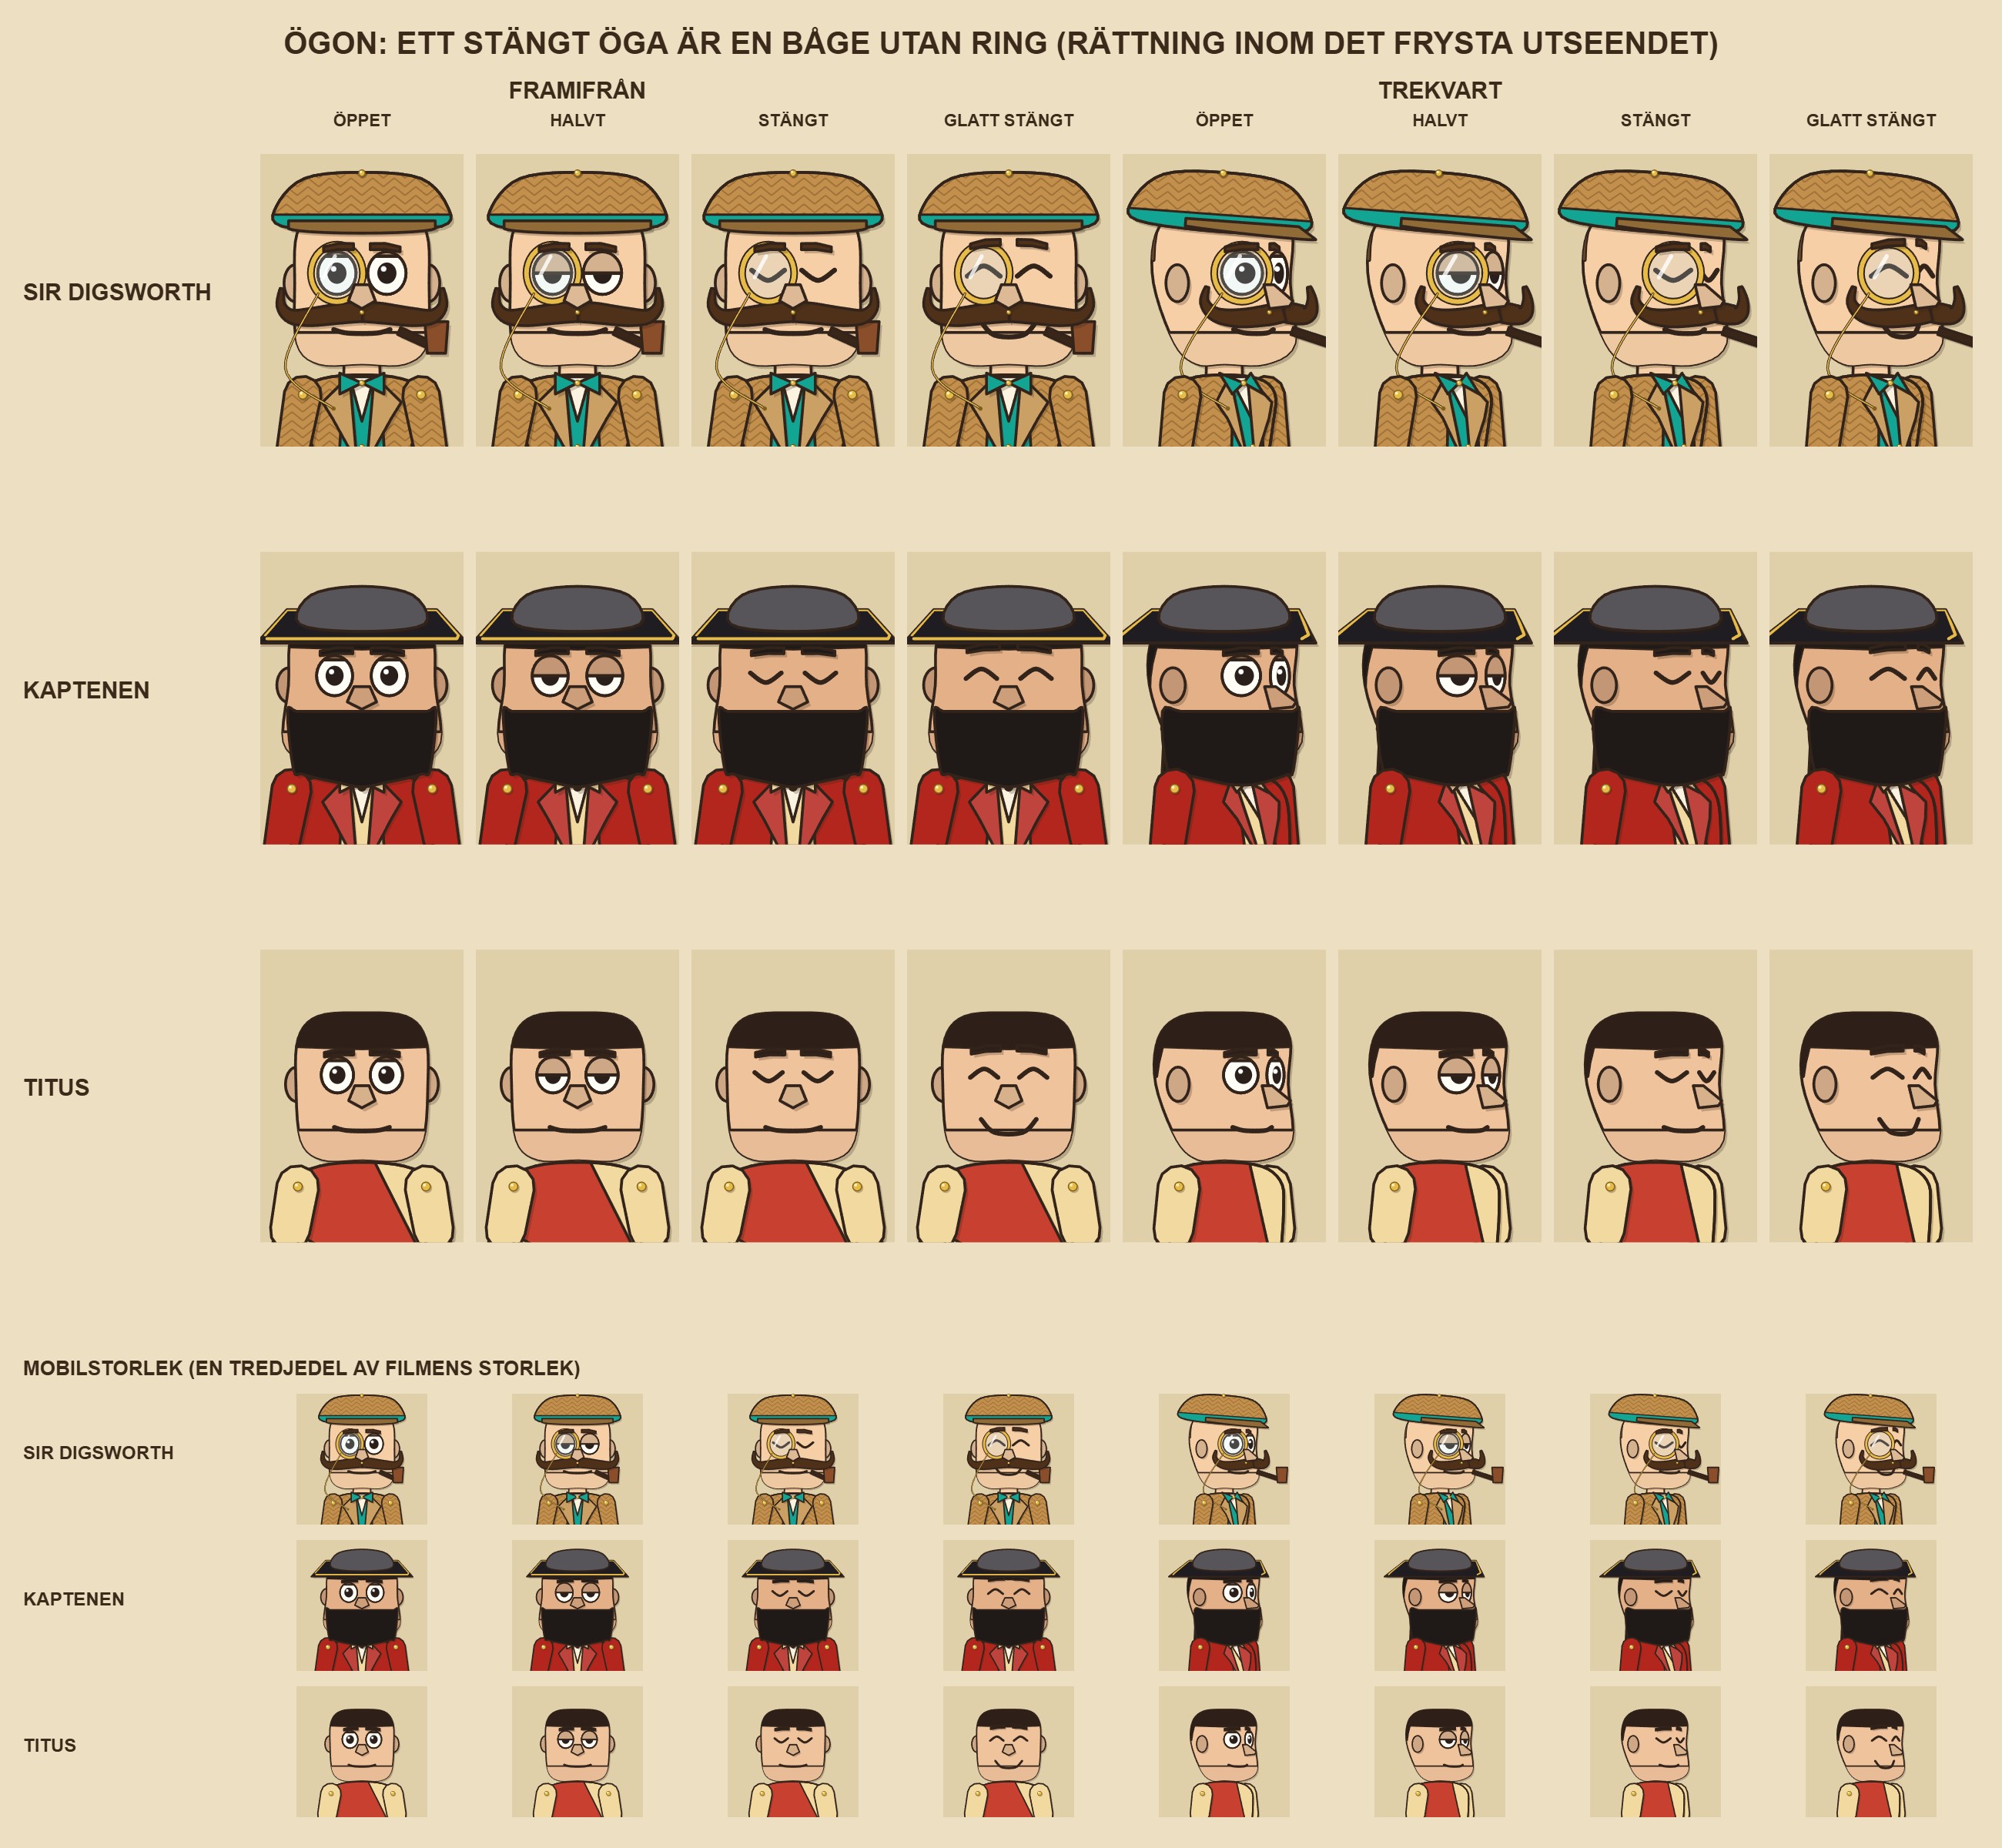 ÖGON: ETT STÄNGT ÖGA ÄR EN BÅGE UTAN RING (RÄTTNING INOM DET FRYSTA UTSEENDET)
FRAMIFRÅN TREKVART
ÖPPET HALVT STÄNGT GLATT STÄNGT ÖPPET HALVT STÄNGT GLATT STÄNGT
SIR DIGSWORTH
KAPTENEN
TITUS
MOBILSTORLEK (EN TREDJEDEL AV FILMENS STORLEK)
SIR DIGSWORTH
KAPTENEN
TITUS